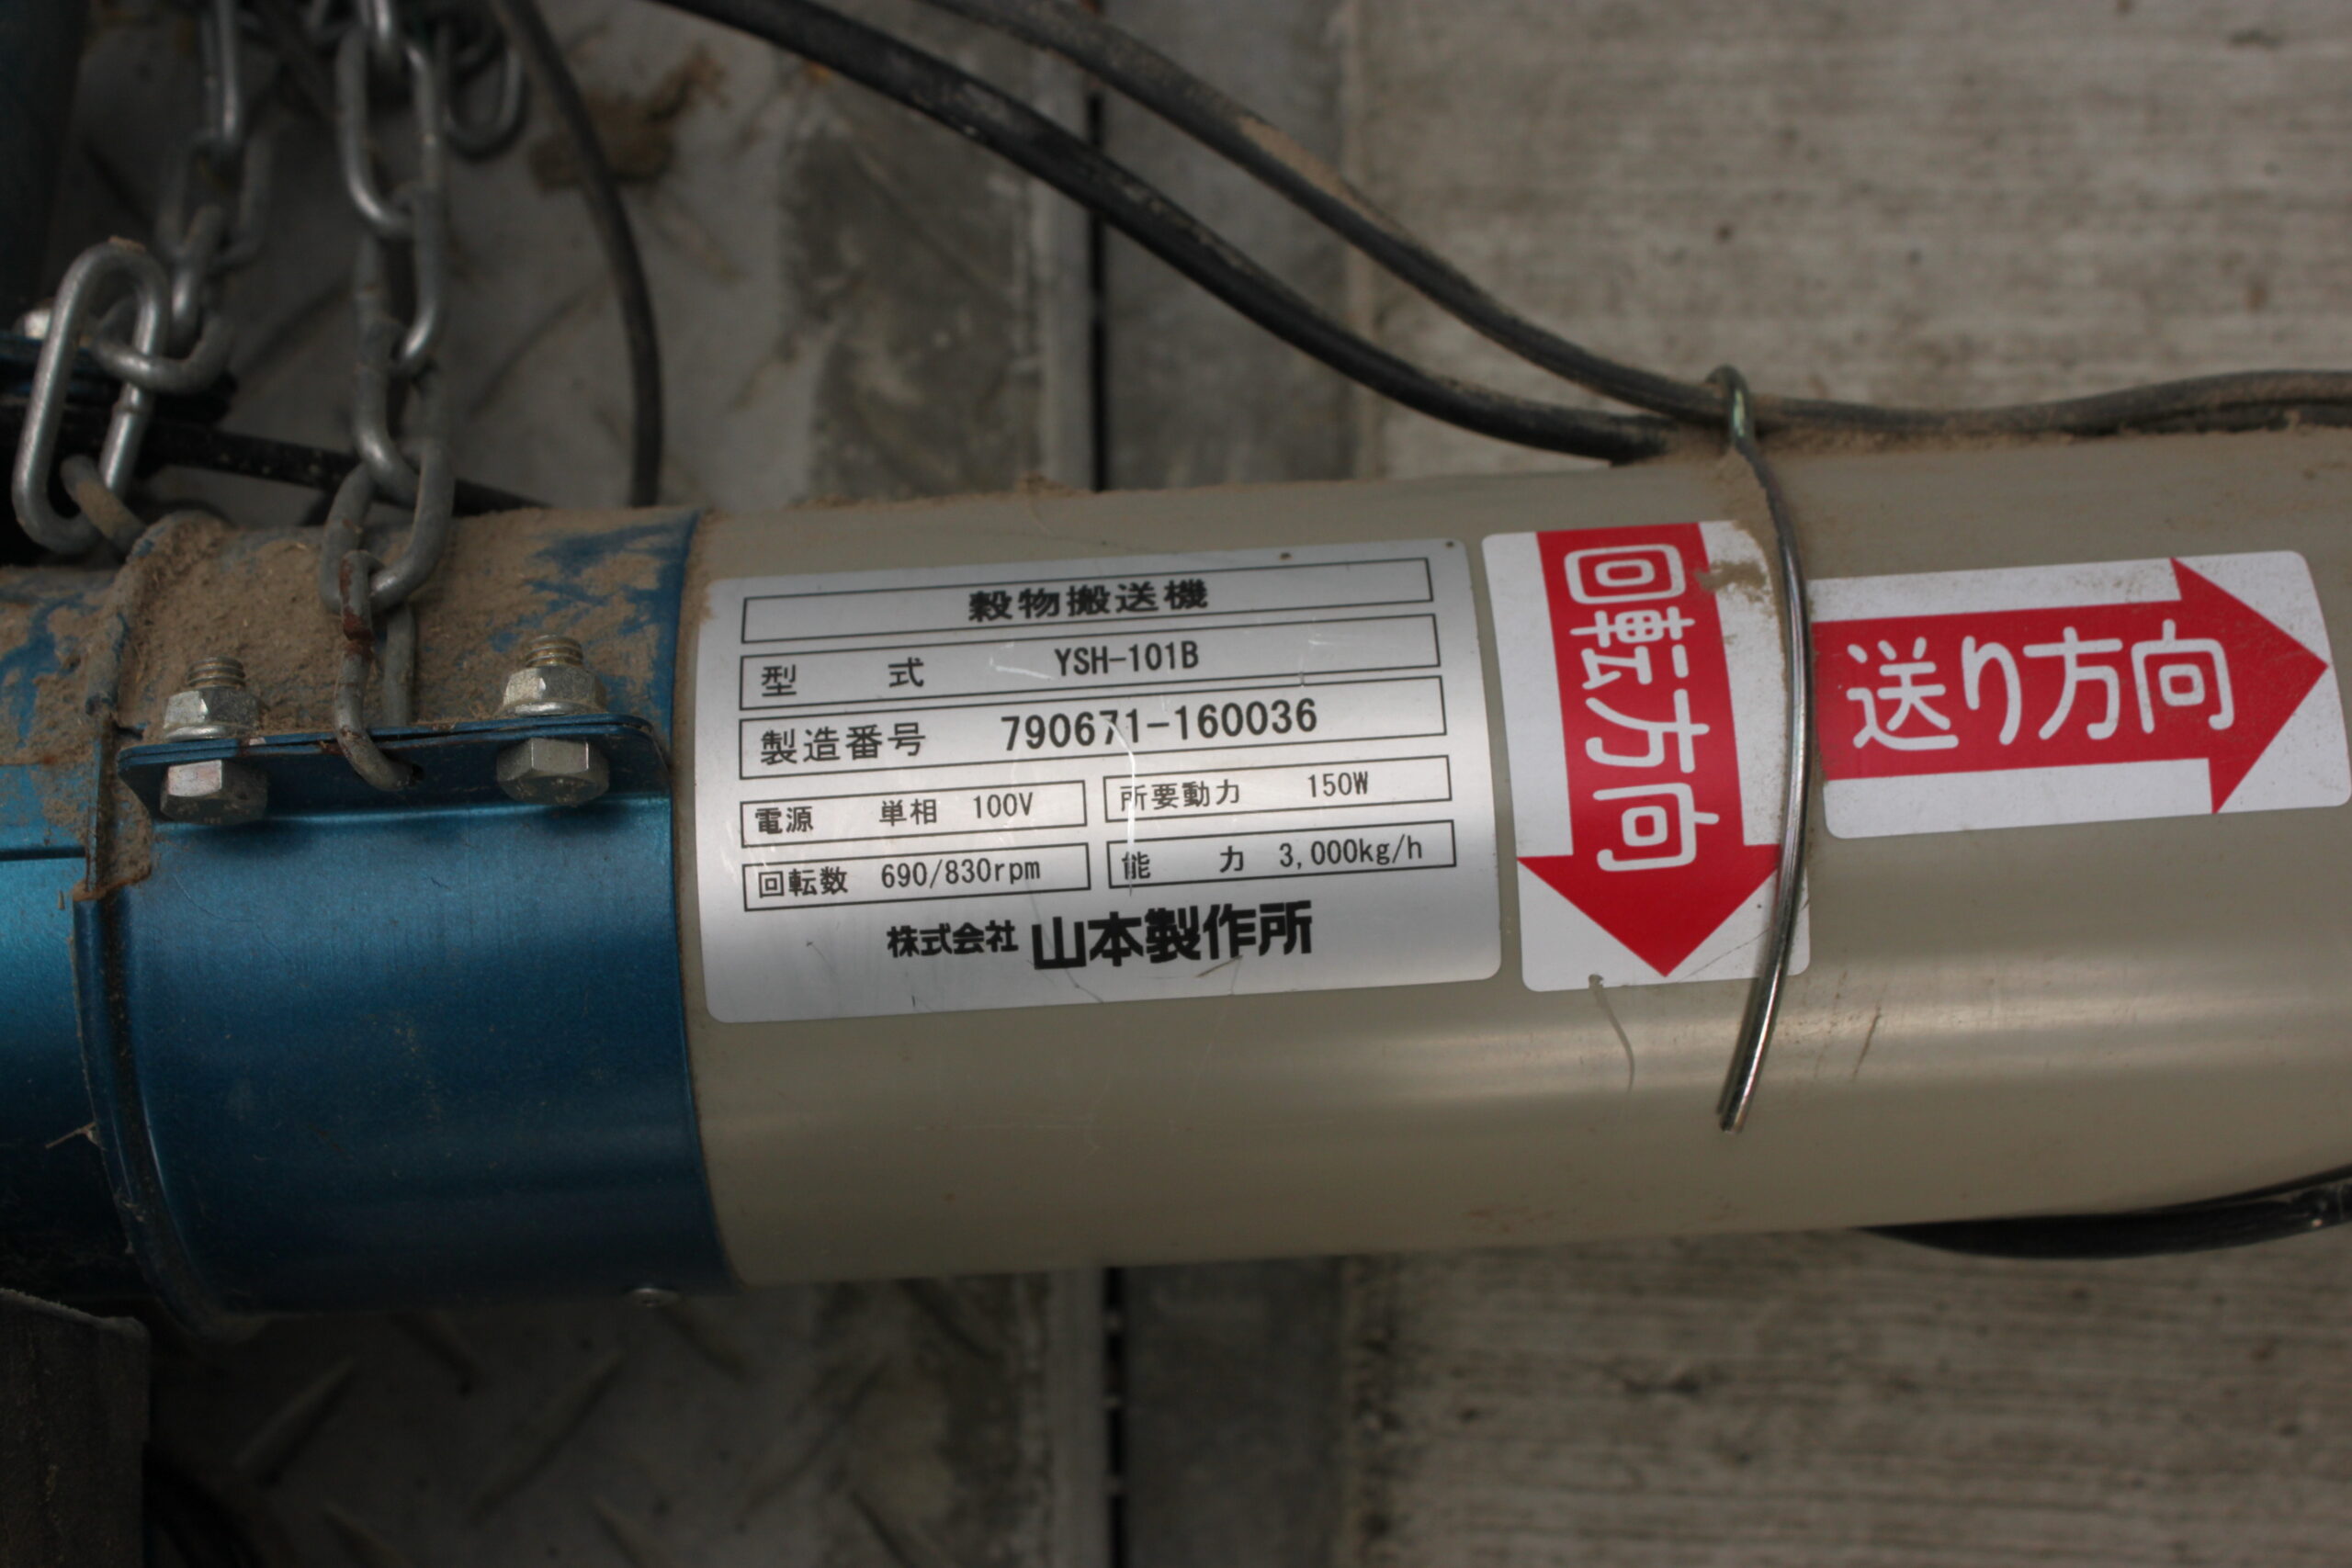 穀物搬送機
型 式 YSH-101B
製造番号 790671-160036
電源 単相 100V 所要動力 150W
回転数 690/830rpm 能 力 3,000kg/h
株式会社 山本製作所
回転方向
送り方向